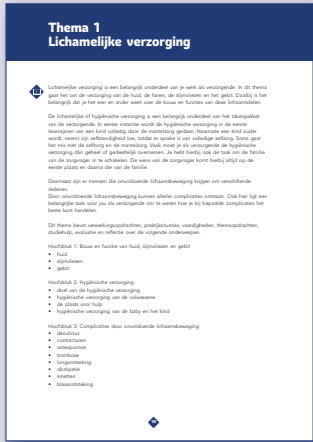 Thema 1
Lichamelijke verzorging
Lichamelijke verzorging is een belangrijk onderdeel van je werk als verzorgende. In dit thema
gaat het om de verzorging van de huid, de haren, de slijmvliezen en het gebit. Daarbij is het
belangrijk dat je het een en ander weet over de bouw en functies van deze lichaamsdelen.
De lichamelijke of hygiënische verzorging is een belangrijk onderdeel van het takenpakket
van de verzorgende. In eerste instantie wordt de hygiënische verzorging in de eerste
levensjaren van een kind volledig door de mantelzorg gedaan. Naarmate een kind ouder
wordt, neemt zijn zelfstandigheid toe, totdat er sprake is van volledige zelfzorg. Soms gaat
het mis met de zelfzorg en de mantelzorg. Vaak moet je als verzorgende de hygiënische
verzorging dan geheel of gedeeltelijk overnemen. Je hebt hierbij ook de taak om de familie
van de zorgvrager in te schakelen. De wens van de zorgvrager komt hierbij altijd op de
eerste plaats en daarna die van de familie.
Daarnaast zijn er mensen die onvoldoende lichaamsbeweging krijgen om verschillende
redenen.
Door onvoldoende lichaamsbeweging kunnen allerlei complicaties ontstaan. Ook hier ligt een
belangrijke taak voor jou als verzorgende om te weten hoe je bij bepaalde complicaties het
beste kunt handelen.
Dit thema bevat verwerkingsopdrachten, praktijksituaties, vaardigheden, themaopdrachten,
studiehulp, evaluatie en reflectie over de volgende onderwerpen.
Hoofdstuk 1: Bouw en functie van huid, slijmvliezen en gebit
• huid
• slijmvliezen
• gebit
Hoofdstuk 2: Hygiënische verzorging
• doel van de hygiënische verzorging
• hygiënische verzorging van de volwassene
• de plaats voor hulp
• hygiënische verzorging van de baby en het kind
Hoofdstuk 3: Complicaties door onvoldoende lichaamsbeweging
• decubitus
• contracturen
• osteoporose
• trombose
• longontsteking
• obstipatie
• smetten
• blaasontsteking